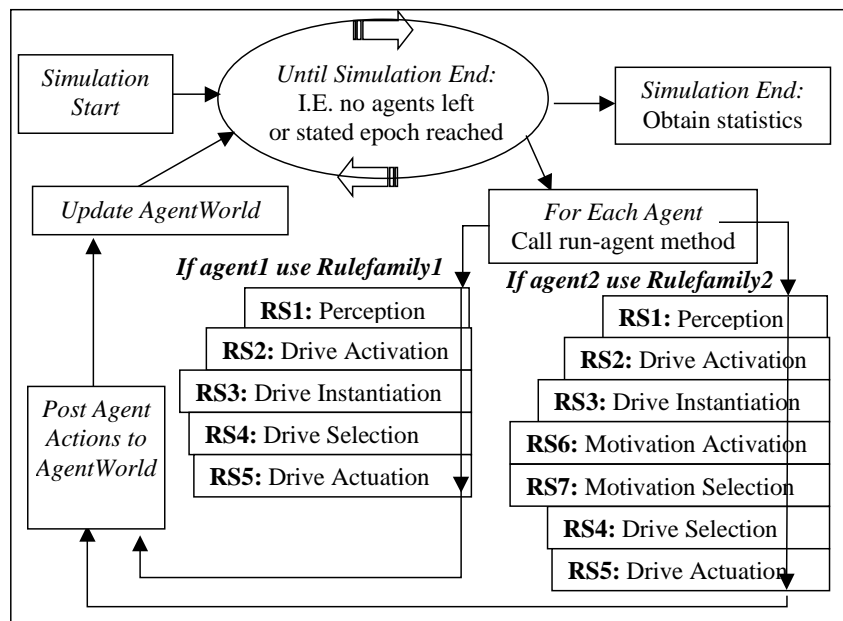 Simulation
Start
Until Simulation End:
I.E. no agents left
or stated epoch reached
Simulation End:
Obtain statistics
Update AgentWorld
For Each Agent
Call run-agent method
If agent1 use Rulefamily1
RS1: Perception
RS2: Drive Activation
RS3: Drive Instantiation
RS4: Drive Selection
RS5: Drive Actuation
If agent2 use Rulefamily2
RS1: Perception
RS2: Drive Activation
RS3: Drive Instantiation
RS6: Motivation Activation
RS7: Motivation Selection
RS4: Drive Selection
RS5: Drive Actuation
Post Agent
Actions to
AgentWorld